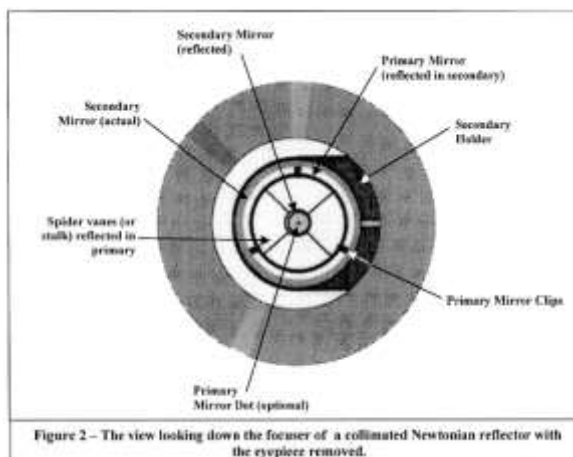 Secondary Mirror
(reflected)
Primary Mirror
(reflected in secondary)
Secondary
Mirror (actual)
Secondary
Holder
Spider vanes (or
stalk) reflected in
primary
Primary Mirror Clips
Primary
Mirror Dot (optional)
Figure 2 – The view looking down the focuser of a collimated Newtonian reflector with
the eyepiece removed.